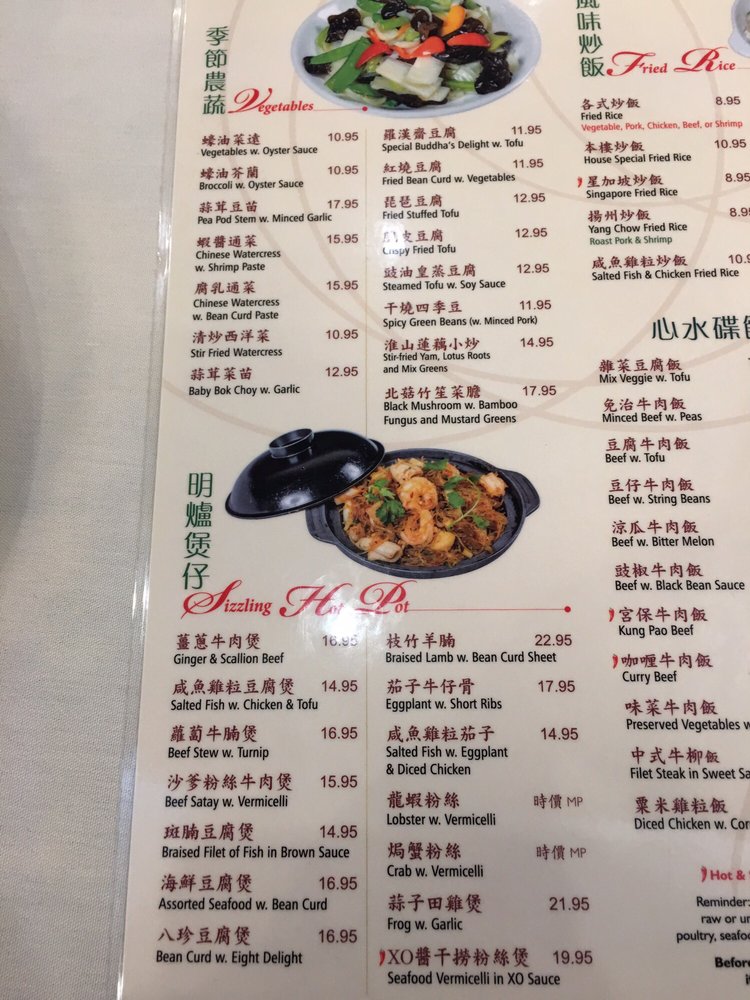 季節農蔬
Vegetables
蠔油菜遠 10.95
Vegetables w. Oyster Sauce
蠔油芥蘭 10.95
Broccoli w. Oyster Sauce
蒜茸豆苗 17.95
Pea Pod Stem w. Minced Garlic
蝦醬通菜 15.95
Chinese Watercress
w. Shrimp Paste
腐乳通菜 15.95
Chinese Watercress
w. Bean Curd Paste
清炒西洋菜 10.95
Stir Fried Watercress
蒜茸菜苗 12.95
Baby Bok Choy w. Garlic
羅漢齋豆腐 11.95
Special Buddha's Delight w. Tofu
紅燒豆腐 11.95
Fried Bean Curd w. Vegetables
琵琶豆腐 12.95
Fried Stuffed Tofu
皮豆腐 12.95
Crispy Fried Tofu
豉油皇蒸豆腐 12.95
Steamed Tofu w. Soy Sauce
干燒四季豆 11.95
Spicy Green Beans (w. Minced Pork)
淮山蓮藕小炒 14.95
Stir-fried Yam, Lotus Roots
and Mix Greens
北菇竹笙菜膽 17.95
Black Mushroom w. Bamboo
Fungus and Mustard Greens
明爐煲仔
Sizzling Hot Pot
薑蔥牛肉煲 16.95
Ginger & Scallion Beef
咸魚雞粒豆腐煲 14.95
Salted Fish w. Chicken & Tofu
蘿蔔牛腩煲 16.95
Beef Stew w. Turnip
沙爹粉絲牛肉煲 15.95
Beef Satay w. Vermicelli
斑腩豆腐煲 14.95
Braised Filet of Fish in Brown Sauce
海鮮豆腐煲 16.95
Assorted Seafood w. Bean Curd
八珍豆腐煲 16.95
Bean Curd w. Eight Delight
枝竹羊腩 22.95
Braised Lamb w. Bean Curd Sheet
茄子牛仔骨 17.95
Eggplant w. Short Ribs
咸魚雞粒茄子 14.95
Salted Fish w. Eggplant
& Diced Chicken
龍蝦粉絲 時價 MP
Lobster w. Vermicelli
焗蟹粉絲 時價 MP
Crab w. Vermicelli
蒜子田雞煲 21.95
Frog w. Garlic
XO醬干撈粉絲煲 19.95
Seafood Vermicelli in XO Sauce
風味炒飯
Fried Rice
各式炒飯 8.95
Fried Rice
Vegetable, Pork, Chicken, Beef, or Shrimp
本樓炒飯 10.95
House Special Fried Rice
星加坡炒飯 8.95
Singapore Fried Rice
揚州炒飯 8.95
Yang Chow Fried Rice
Roast Pork & Shrimp
咸魚雞粒炒飯 10.9
Salted Fish & Chicken Fried Rice
心水碟飯
雜菜豆腐飯
Mix Veggie w. Tofu
免治牛肉飯
Minced Beef w. Peas
豆腐牛肉飯
Beef w. Tofu
豆仔牛肉飯
Beef w. String Beans
涼瓜牛肉飯
Beef w. Bitter Melon
豉椒牛肉飯
Beef w. Black Bean Sauce
宮保牛肉飯
Kung Pao Beef
咖喱牛肉飯
Curry Beef
味菜牛肉飯
Preserved Vegetables w
中式牛柳飯
Filet Steak in Sweet Sa
粟米雞粒飯
Diced Chicken w. Cor
Hot &
Reminder:
raw or un
poultry, seafoo
Before